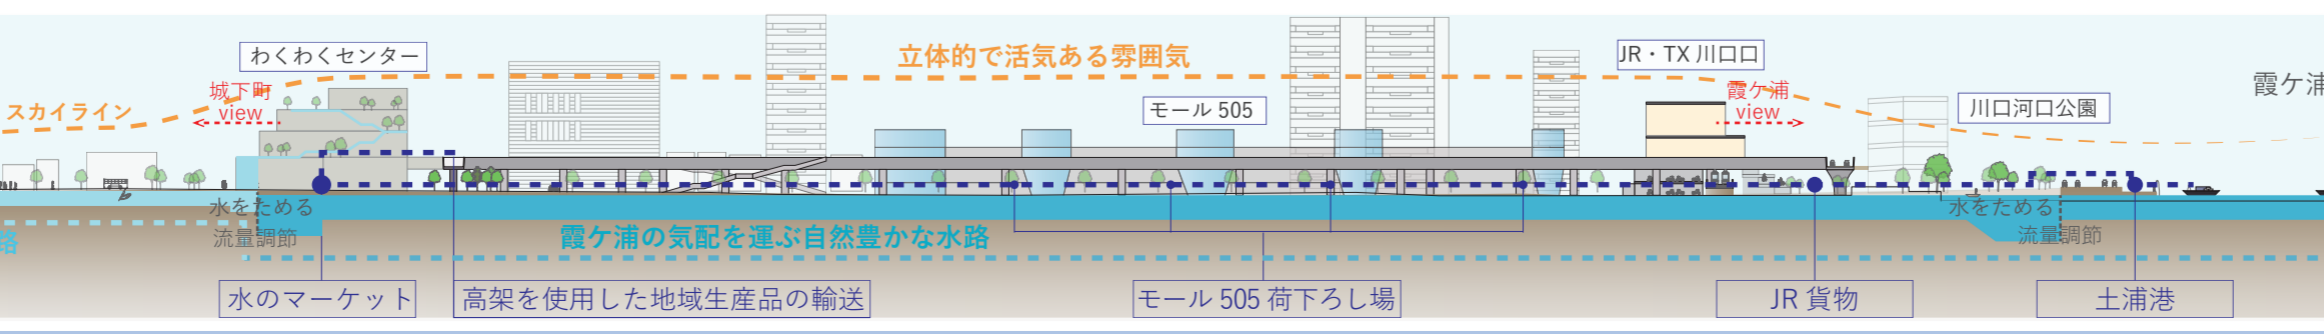 わくわくセンター
立体的で活気ある雰囲気
JR・TX 川口口
スカイライン
城下町
view
モール 505
霞ケ浦
view
川口河口公園
霞ケ浦
水をためる
流量調節
路
霞ケ浦の気配を運ぶ自然豊かな水路
水をためる
流量調節
水のマーケット
高架を使用した地域生産品の輸送
モール 505 荷下ろし場
JR 貨物
土浦港